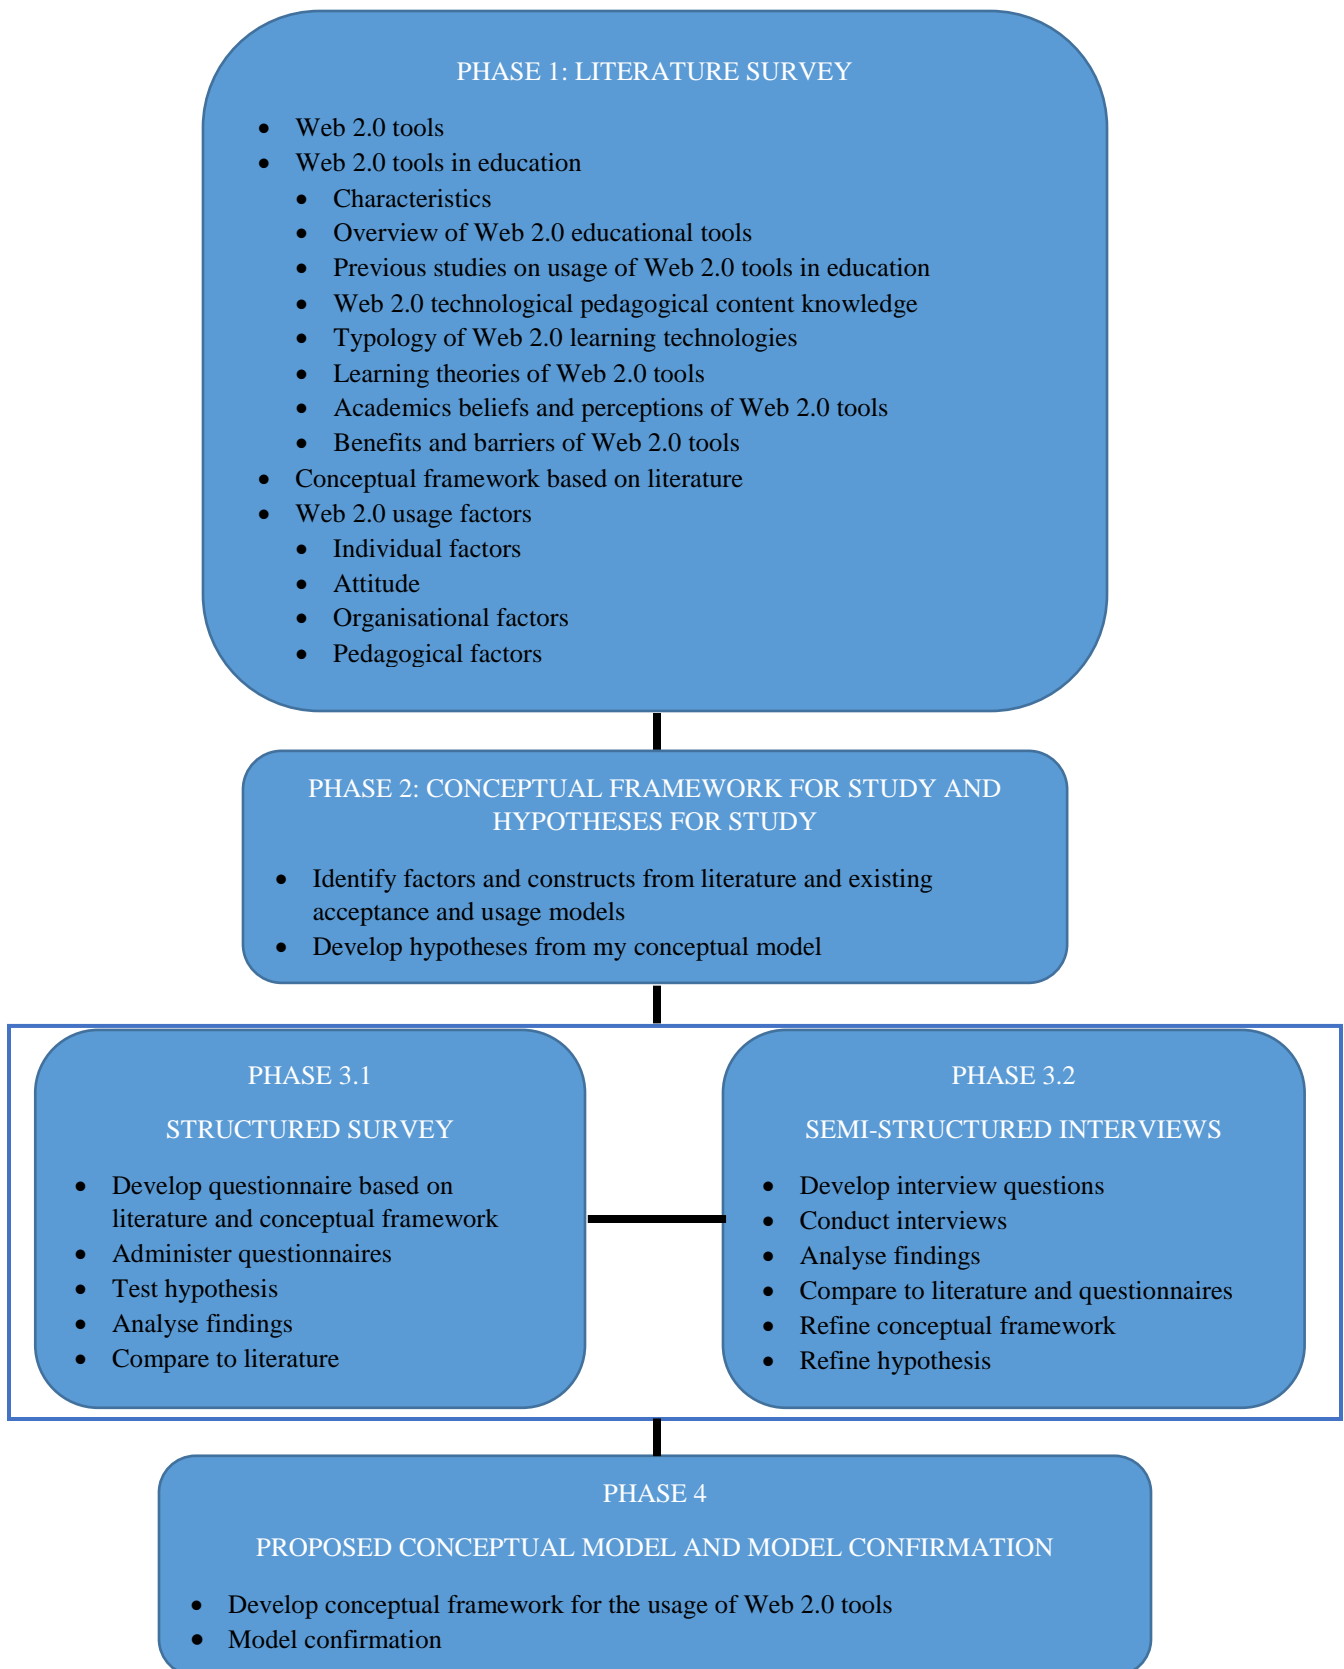 PHASE 1: LITERATURE SURVEY
• Web 2.0 tools
• Web 2.0 tools in education
• Characteristics
• Overview of Web 2.0 educational tools
• Previous studies on usage of Web 2.0 tools in education
• Web 2.0 technological pedagogical content knowledge
• Typology of Web 2.0 learning technologies
• Learning theories of Web 2.0 tools
• Academics beliefs and perceptions of Web 2.0 tools
• Benefits and barriers of Web 2.0 tools
• Conceptual framework based on literature
• Web 2.0 usage factors
• Individual factors
• Attitude
• Organisational factors
• Pedagogical factors
PHASE 2: CONCEPTUAL FRAMEWORK FOR STUDY AND
HYPOTHESES FOR STUDY
• Identify factors and constructs from literature and existing
acceptance and usage models
• Develop hypotheses from my conceptual model
PHASE 3.1
STRUCTURED SURVEY
• Develop questionnaire based on
literature and conceptual framework
• Administer questionnaires
• Test hypothesis
• Analyse findings
• Compare to literature
PHASE 3.2
SEMI-STRUCTURED INTERVIEWS
• Develop interview questions
• Conduct interviews
• Analyse findings
• Compare to literature and questionnaires
• Refine conceptual framework
• Refine hypothesis
PHASE 4
PROPOSED CONCEPTUAL MODEL AND MODEL CONFIRMATION
• Develop conceptual framework for the usage of Web 2.0 tools
• Model confirmation